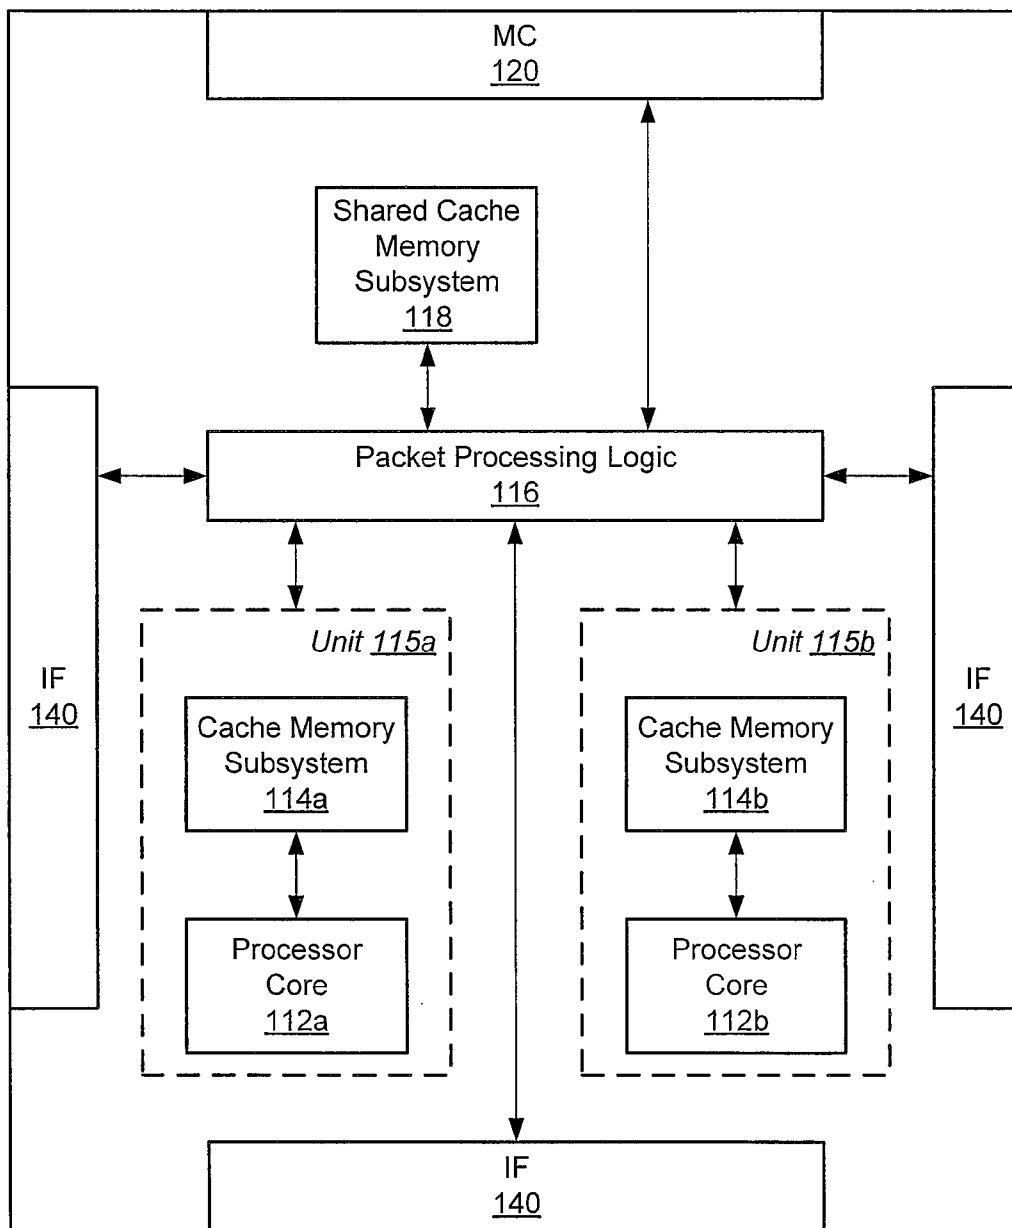 MC
120
Shared Cache
Memory
Subsystem
118
Packet Processing Logic
116
IF
140
Unit 115a
Cache Memory
Subsystem
114a
Processor
Core
112a
Unit 115b
Cache Memory
Subsystem
114b
Processor
Core
112b
IF
140
IF
140